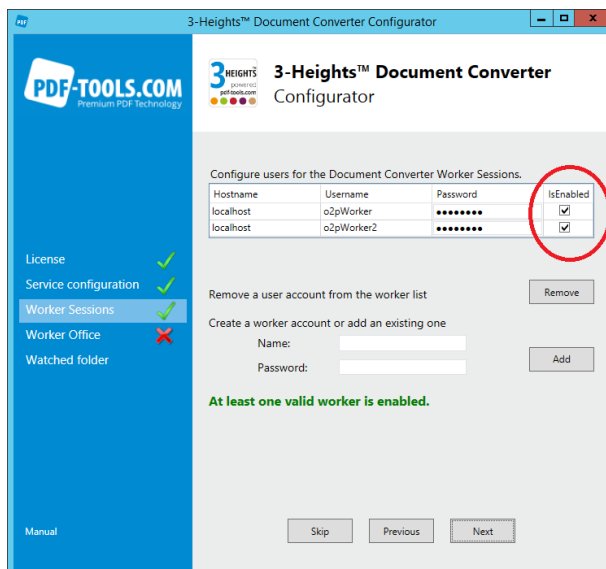 3-Heights™ Document Converter Configurator
PDF-TOOLS.COM
Premium PDF Technology
3 HEIGHTS™
powered
pdf-tools.com
3-Heights™ Document Converter
Configurator
Configure users for the Document Converter Worker Sessions.
Hostname Username Password IsEnabled
localhost o2pWorker ●●●●●●●●
localhost o2pWorker2 ●●●●●●●●
License
Service configuration
Worker Sessions
Worker Office
Watched folder
Remove a user account from the worker list Remove
Create a worker account or add an existing one
Name:
Password:
Add
At least one valid worker is enabled.
Manual
Skip Previous Next